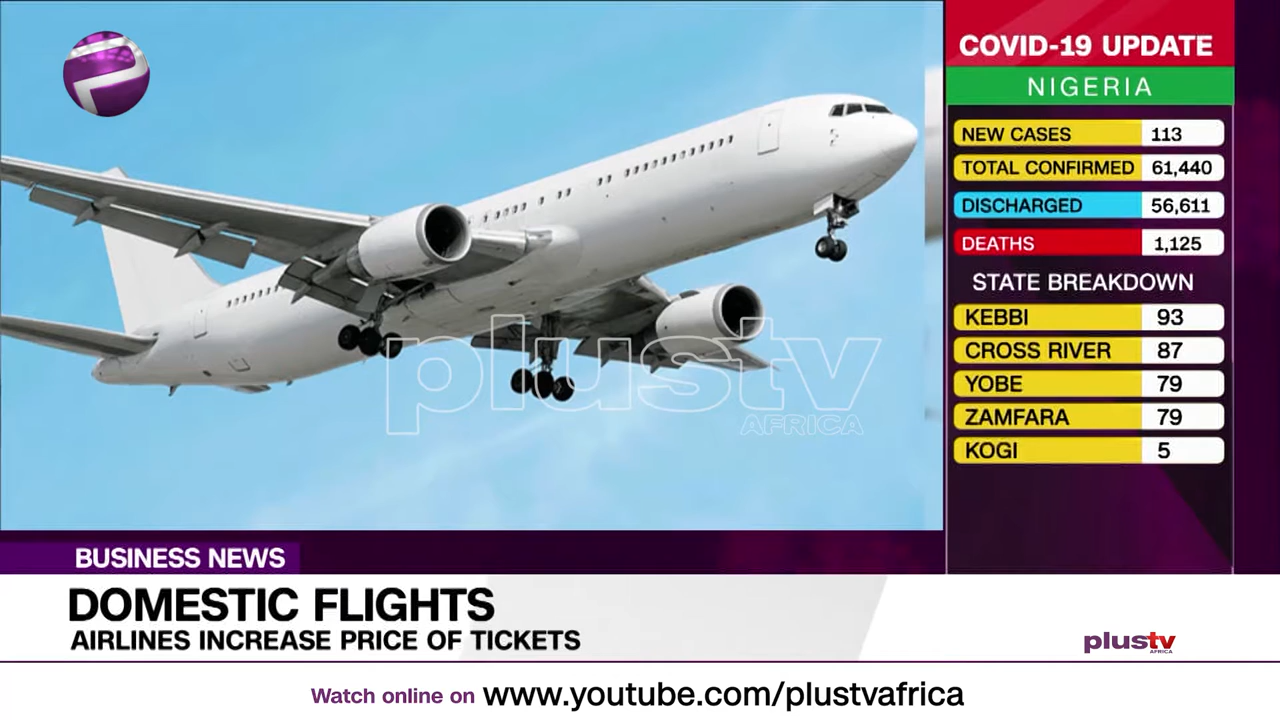 COVID-19 UPDATE
NIGERIA
NEW CASES 113
TOTAL CONFIRMED 61,440
DISCHARGED 56,611
DEATHS 1,125
STATE BREAKDOWN
KEBBI 93
CROSS RIVER 87
YOBE 79
ZAMFARA 79
KOGI 5
plustv
AFRICA
BUSINESS NEWS
DOMESTIC FLIGHTS
AIRLINES INCREASE PRICE OF TICKETS
plustv
AFRICA
Watch online on www.youtube.com/plustvafrica